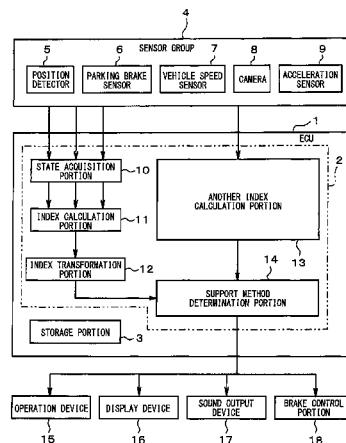 4
SENSOR GROUP
5 6 7 8 9
POSITION DETECTOR
PARKING BRAKE SENSOR
VEHICLE SPEED SENSOR
CAMERA
ACCELERATION SENSOR
1
ECU
2
STATE ACQUISITION PORTION
10
INDEX CALCULATION PORTION
11
INDEX TRANSFORMATION PORTION
12
ANOTHER INDEX CALCULATION PORTION
13
14
SUPPORT METHOD DETERMINATION PORTION
STORAGE PORTION
3
OPERATION DEVICE
DISPLAY DEVICE
SOUND OUTPUT DEVICE
BRAKE CONTROL PORTION
15 16 17 18